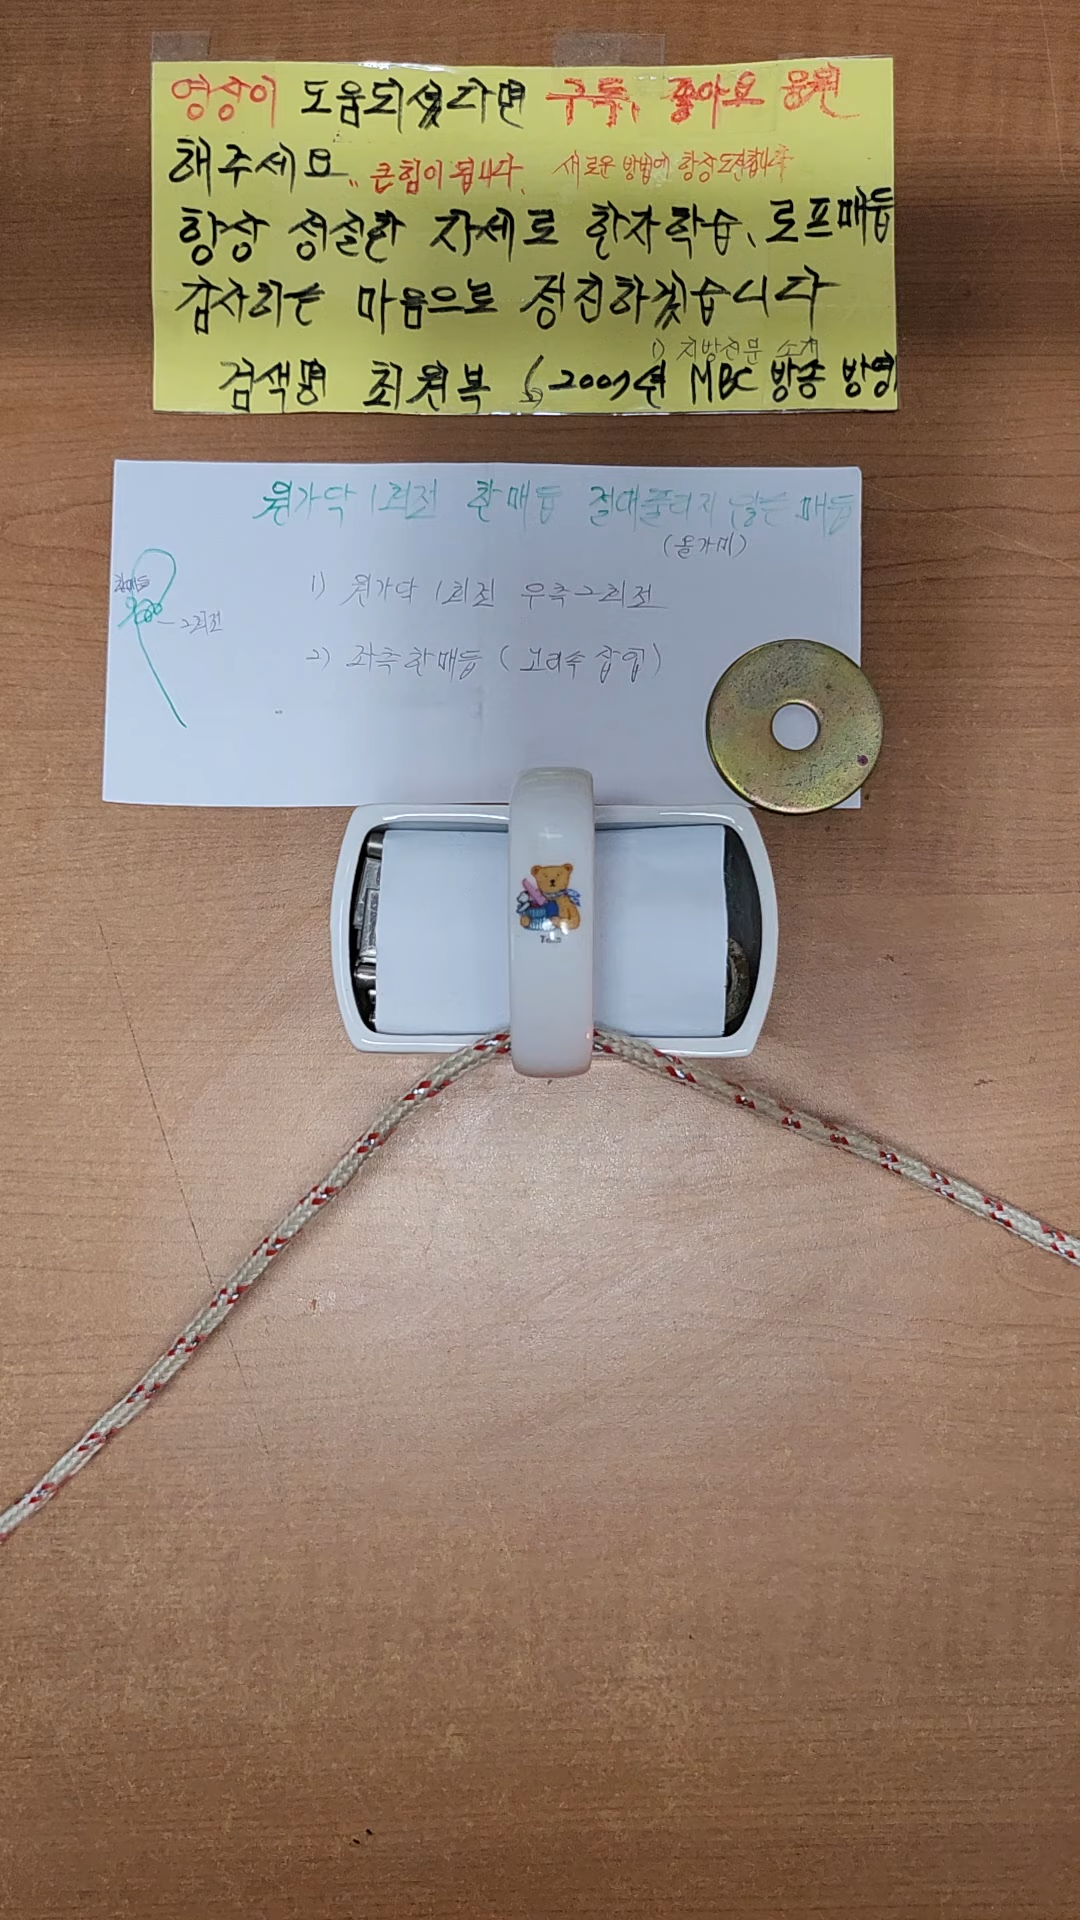 영상이 도움되셨다면 구독, 좋아요 응원
해주세요.. 큰힘이 됩니다. 새로운 방법에 항상도전합니다
항상 성실한 자세로 한자학습, 로프매듭
감사하는 마음으로 정진하겠습니다
1) 지방전문 소개
검색명 최원복 2007년 MBC 방송 방영
원가닥 1회전 한매듭 절대풀리지 않는 매듭
(올가미)
1) 원가닥 1회전 우측2회전
한매듭
2회전
2) 좌측한매듭 (고리속 삽입)